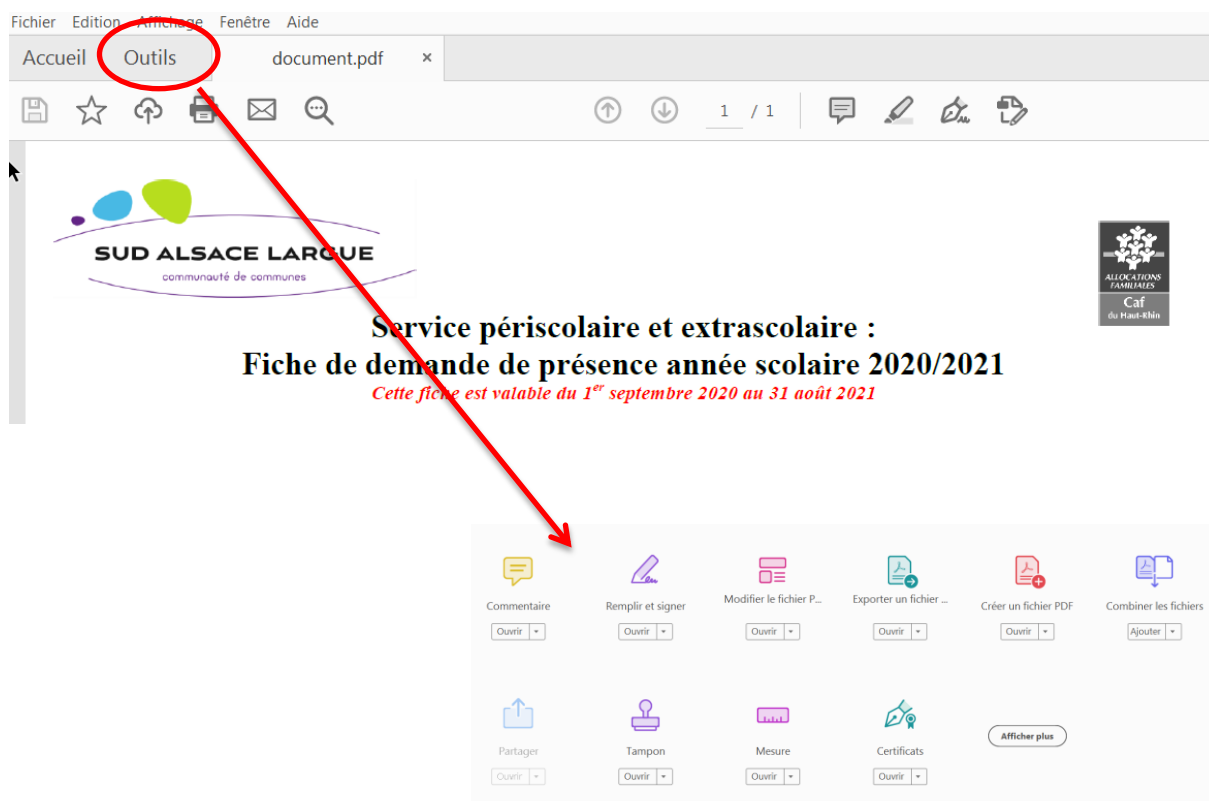 Fichier Edition Affichage Fenêtre Aide
Accueil Outils document.pdf ×
1 / 1
SUD ALSACE LARGUE
communauté de communes
ALLOCATIONS
FAMILIALES
Caf
du Haut-Rhin
Service périscolaire et extrascolaire :
Fiche de demande de présence année scolaire 2020/2021
Cette fiche est valable du 1er septembre 2020 au 31 août 2021
Commentaire Remplir et signer Modifier le fichier P... Exporter un fichier ... Créer un fichier PDF Combiner les fichiers
Ouvrir Ouvrir Ouvrir Ouvrir Ouvrir Ajouter
Partager Tampon Mesure Certificats Afficher plus
Ouvrir Ouvrir Ouvrir Ouvrir